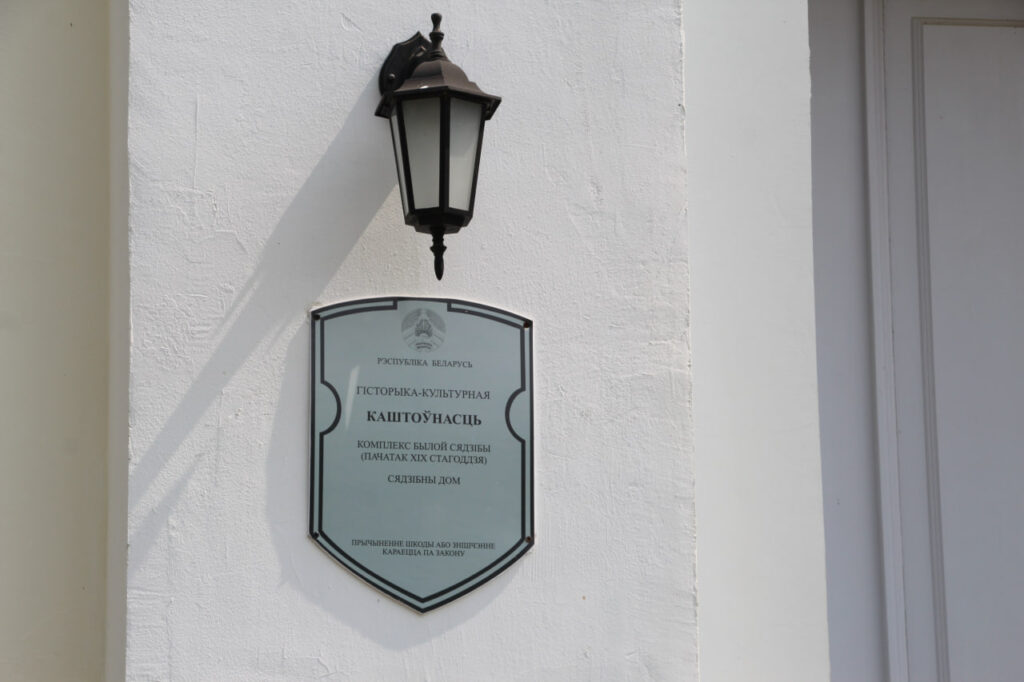 РЭСПУБЛІКА БЕЛАРУСЬ
ГІСТОРЫКА-КУЛЬТУРНАЯ
КАШТОЎНАСЦЬ
КОМПЛЕКС БЫЛОЙ СЯДЗІБЫ
(ПАЧАТАК XIX СТАГОДДЗЯ)
СЯДЗІБНЫ ДОМ
ПРЫЧЫНЕННЕ ШКОДЫ АБО ЗНІШЧЭННЕ
КАРАЕЦЦА ПА ЗАКОНУ